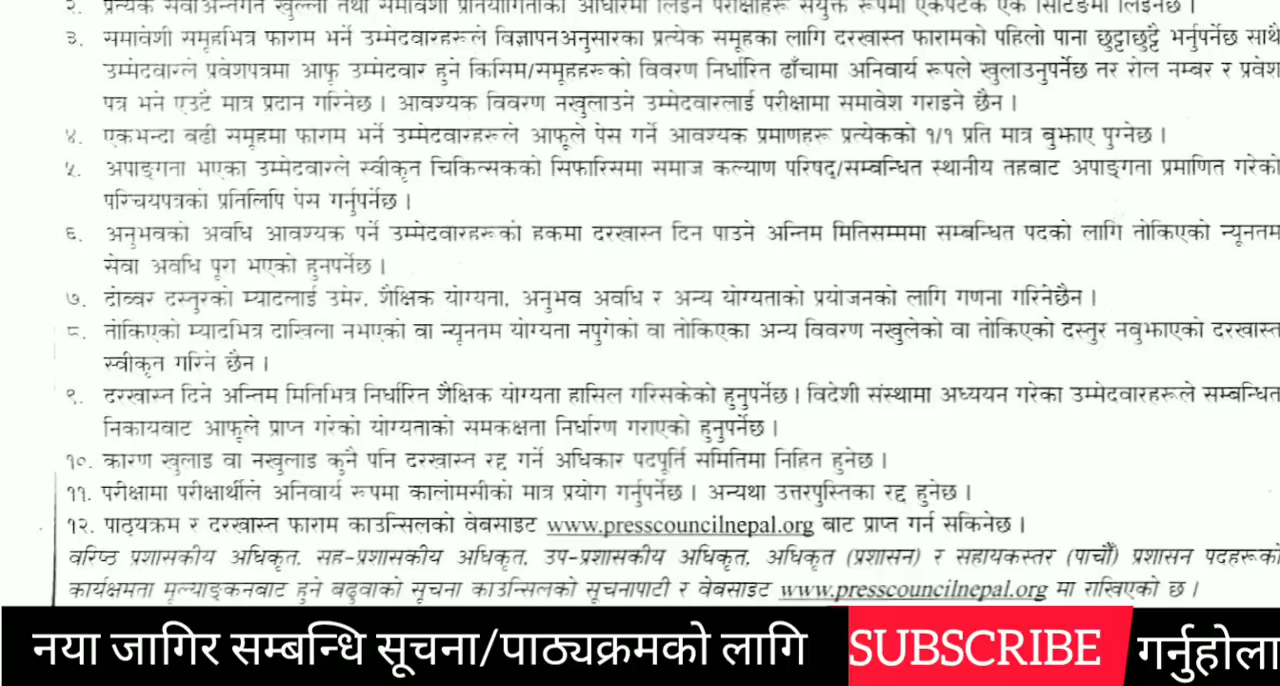 २. प्रत्येक सेवाअन्तर्गत खुल्ला तथा समावेशी प्रतियोगिताको आधारमा लिइने परीक्षाहरू संयुक्त रूपमा एकपटक एकै सिटिङमा लिइनेछ ।
३. समावेशी समूहभित्र फाराम भर्ने उम्मेदवारहरूले विज्ञापनअनुसारका प्रत्येक समूहका लागि दरखास्त फारामको पहिलो पाना छुट्टाछुट्टै भर्नुपर्नेछ साथै
उम्मेदवारले प्रवेशपत्रमा आफू उम्मेदवार हुने किसिम/समूहहरूको विवरण निर्धारित ढाँचामा अनिवार्य रूपले खुलाउनुपर्नेछ तर रोल नम्बर र प्रवेश
पत्र भने एउटै मात्र प्रदान गरिनेछ । आवश्यक विवरण नखुलाउने उम्मेदवारलाई परीक्षामा समावेश गराइने छैन ।
४. एकभन्दा बढी समूहमा फाराम भर्ने उम्मेदवारहरूले आफूले पेस गर्ने आवश्यक प्रमाणहरू प्रत्येकको १/१ प्रति मात्र बुझाए पुग्नेछ ।
५. अपाङ्गता भएका उम्मेदवारले स्वीकृत चिकित्सकको सिफारिसमा समाज कल्याण परिषद्/सम्बन्धित स्थानीय तहबाट अपाङ्गता प्रमाणित गरेको
परिचयपत्रको प्रतिलिपि पेस गर्नुपर्नेछ ।
६. अनुभवको अवधि आवश्यक पर्ने उम्मेदवारहरूको हकमा दरखास्त दिन पाउने अन्तिम मितिसम्ममा सम्बन्धित पदको लागि तोकिएको न्यूनतम
सेवा अवधि पूरा भएको हुनपर्नेछ ।
७. दोब्बर दस्तुरको म्यादलाई उमेर, शैक्षिक योग्यता, अनुभव अवधि र अन्य योग्यताको प्रयोजनको लागि गणना गरिनेछैन ।
८. तोकिएको म्यादभित्र दाखिला नभएको वा न्यूनतम योग्यता नपुगेको वा तोकिएका अन्य विवरण नखुलेको वा तोकिएको दस्तुर नबुझाएको दरखास्त
स्वीकृत गरिने छैन ।
९. दरखास्त दिने अन्तिम मितिभित्र निर्धारित शैक्षिक योग्यता हासिल गरिसकेको हुनुपर्नेछ । विदेशी संस्थामा अध्ययन गरेका उम्मेदवारहरूले सम्बन्धित
निकायबाट आफूले प्राप्त गरेको योग्यताको समकक्षता निर्धारण गराएको हुनुपर्नेछ ।
१०. कारण खुलाइ वा नखुलाइ कुनै पनि दरखास्त रद्द गर्ने अधिकार पदपूर्ति समितिमा निहित हुनेछ ।
११. परीक्षामा परीक्षार्थीले अनिवार्य रूपमा कालोमसीको मात्र प्रयोग गर्नुपर्नेछ । अन्यथा उत्तरपुस्तिका रद्द हुनेछ ।
१२. पाठ्यक्रम र दरखास्त फाराम काउन्सिलको वेबसाइट www.presscouncilnepal.org बाट प्राप्त गर्न सकिनेछ ।
वरिष्ठ प्रशासकीय अधिकृत, सह-प्रशासकीय अधिकृत, उप-प्रशासकीय अधिकृत, अधिकृत (प्रशासन) र सहायकस्तर (पाचौँ) प्रशासन पदहरूको
कार्यक्षमता मूल्याङ्कनबाट हुने बढुवाको सूचना काउन्सिलको सूचनापाटी र वेबसाइट www.presscouncilnepal.org मा राखिएको छ ।
नया जागिर सम्बन्धि सूचना/पाठ्यक्रमको लागि SUBSCRIBE गर्नुहोला